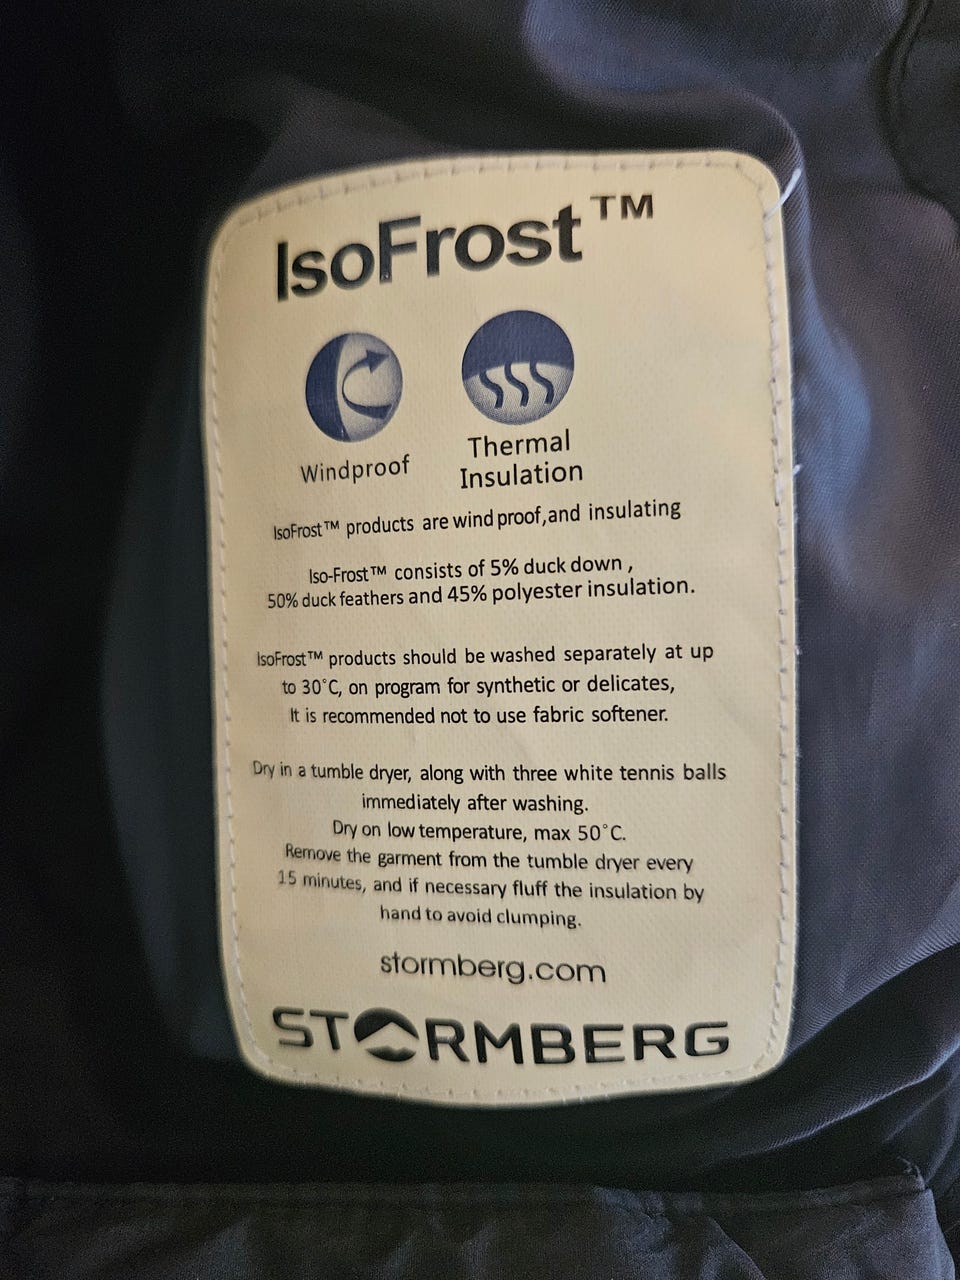 IsoFrost™
Windproof
Thermal
Insulation
IsoFrost™ products are wind proof,and insulating
Iso-Frost™ consists of 5% duck down ,
50% duck feathers and 45% polyester insulation.
IsoFrost™ products should be washed separately at up
to 30°C, on program for synthetic or delicates,
It is recommended not to use fabric softener.
Dry in a tumble dryer, along with three white tennis balls
immediately after washing.
Dry on low temperature, max 50°C.
Remove the garment from the tumble dryer every
15 minutes, and if necessary fluff the insulation by
hand to avoid clumping.
stormberg.com
STORMBERG